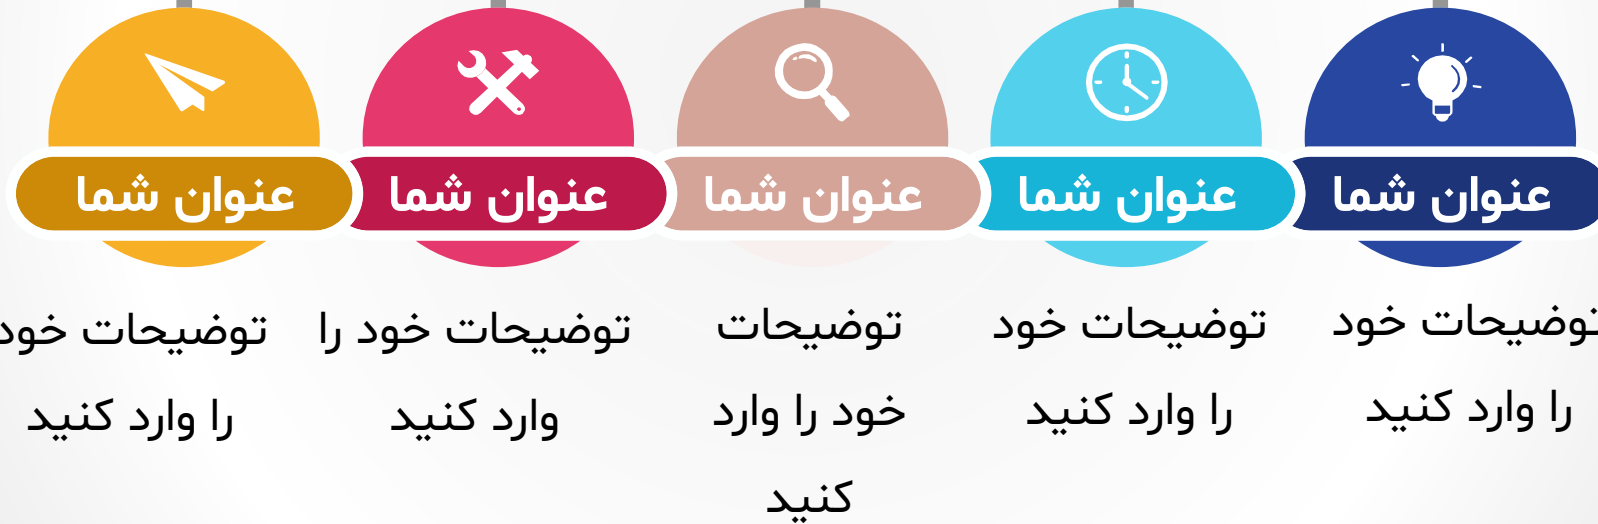 عنوان شما
توضیحات خود
را وارد کنید
عنوان شما
توضیحات خود
را وارد کنید
عنوان شما
توضیحات
خود را وارد
کنید
عنوان شما
توضیحات خود را
وارد کنید
عنوان شما
توضیحات خود
را وارد کنید